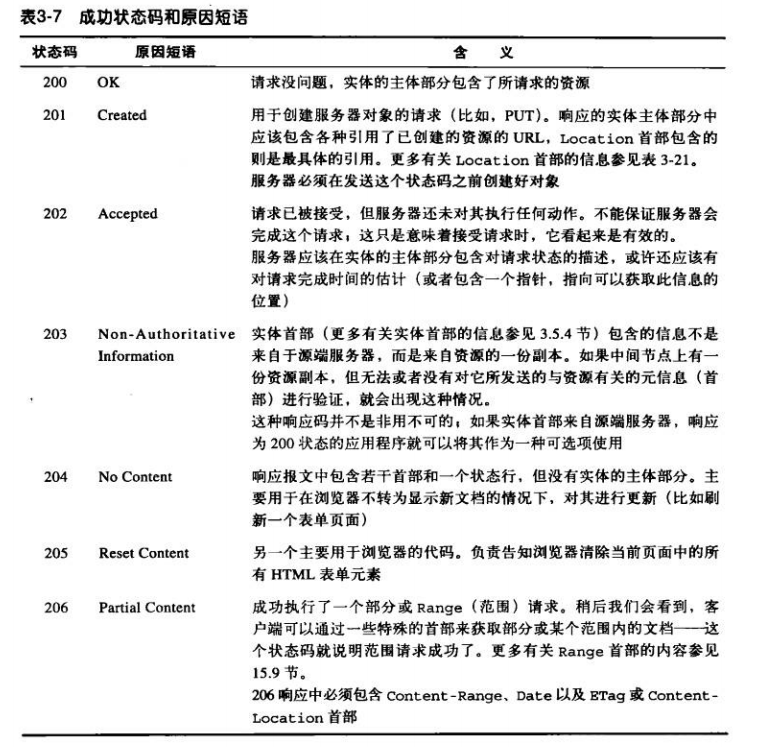 表3-7 成功状态码和原因短语
状态码 原因短语 含 义
200 OK 请求没问题，实体的主体部分包含了所请求的资源
201 Created 用于创建服务器对象的请求（比如，PUT）。响应的实体主体部分中
应该包含各种引用了已创建的资源的 URL，Location 首部包含的
则是最具体的引用。更多有关 Location 首部的信息参见表 3-21。
服务器必须在发送这个状态码之前创建好对象
202 Accepted 请求已被接受，但服务器还未对其执行任何动作。不能保证服务器会
完成这个请求；这只是意味着接受请求时，它看起来是有效的。
服务器应该在实体的主体部分包含对请求状态的描述，或许还应该有
对请求完成时间的估计（或者包含一个指针，指向可以获取此信息的
位置）
203 Non-Authoritative 实体首部（更多有关实体首部的信息参见 3.5.4 节）包含的信息不是
Information 来自于源端服务器，而是来自资源的一份副本。如果中间节点上有一
份资源副本，但无法或者没有对它所发送的与资源有关的元信息（首
部）进行验证，就会出现这种情况。
这种响应码并不是非用不可的；如果实体首部来自源端服务器，响应
为 200 状态的应用程序就可以将其作为一种可选项使用
204 No Content 响应报文中包含若干首部和一个状态行，但没有实体的主体部分。主
要用于在浏览器不转为显示新文档的情况下，对其进行更新（比如刷
新一个表单页面）
205 Reset Content 另一个主要用于浏览器的代码。负责告知浏览器清除当前页面中的所
有 HTML 表单元素
206 Partial Content 成功执行了一个部分或 Range（范围）请求。稍后我们会看到，客
户端可以通过一些特殊的首部来获取部分或某个范围内的文档——这
个状态码就说明范围请求成功了。更多有关 Range 首部的内容参见
15.9 节。
206 响应中必须包含 Content-Range、Date 以及 ETag 或 Content-
Location 首部